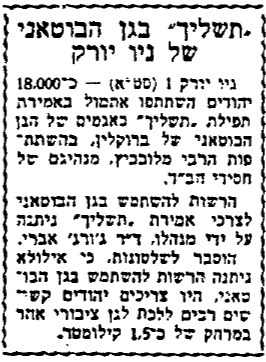 „תשליך" בגן הבוטאני
של ניו יורק
ניו יורק 1 (סט"א) — כ־18.000
יהודים השתתפו אתמול באמירת
תפילת „תשליך" באגמים של הגן
הבוטאני של ברוקלין, בהשתת־
פות הרבי מלובביץ, מנהיגם של
חסידי חב"ד.
הרשות להשתמש בגן הבוטאני
לצרכי אמירת „תשליך" ניתנה
על ידי מנהלו, ד"ר ג'ורג' אברי.
הוסבר לשלטונות, כי אילולא
ניתנה הרשות להשתמש בגן הבו־
טאני, היו צריכים יהודים קשי־
שים רבים ללכת לגן ציבורי אחר
במרחק של כ־1,5 קילומטר.